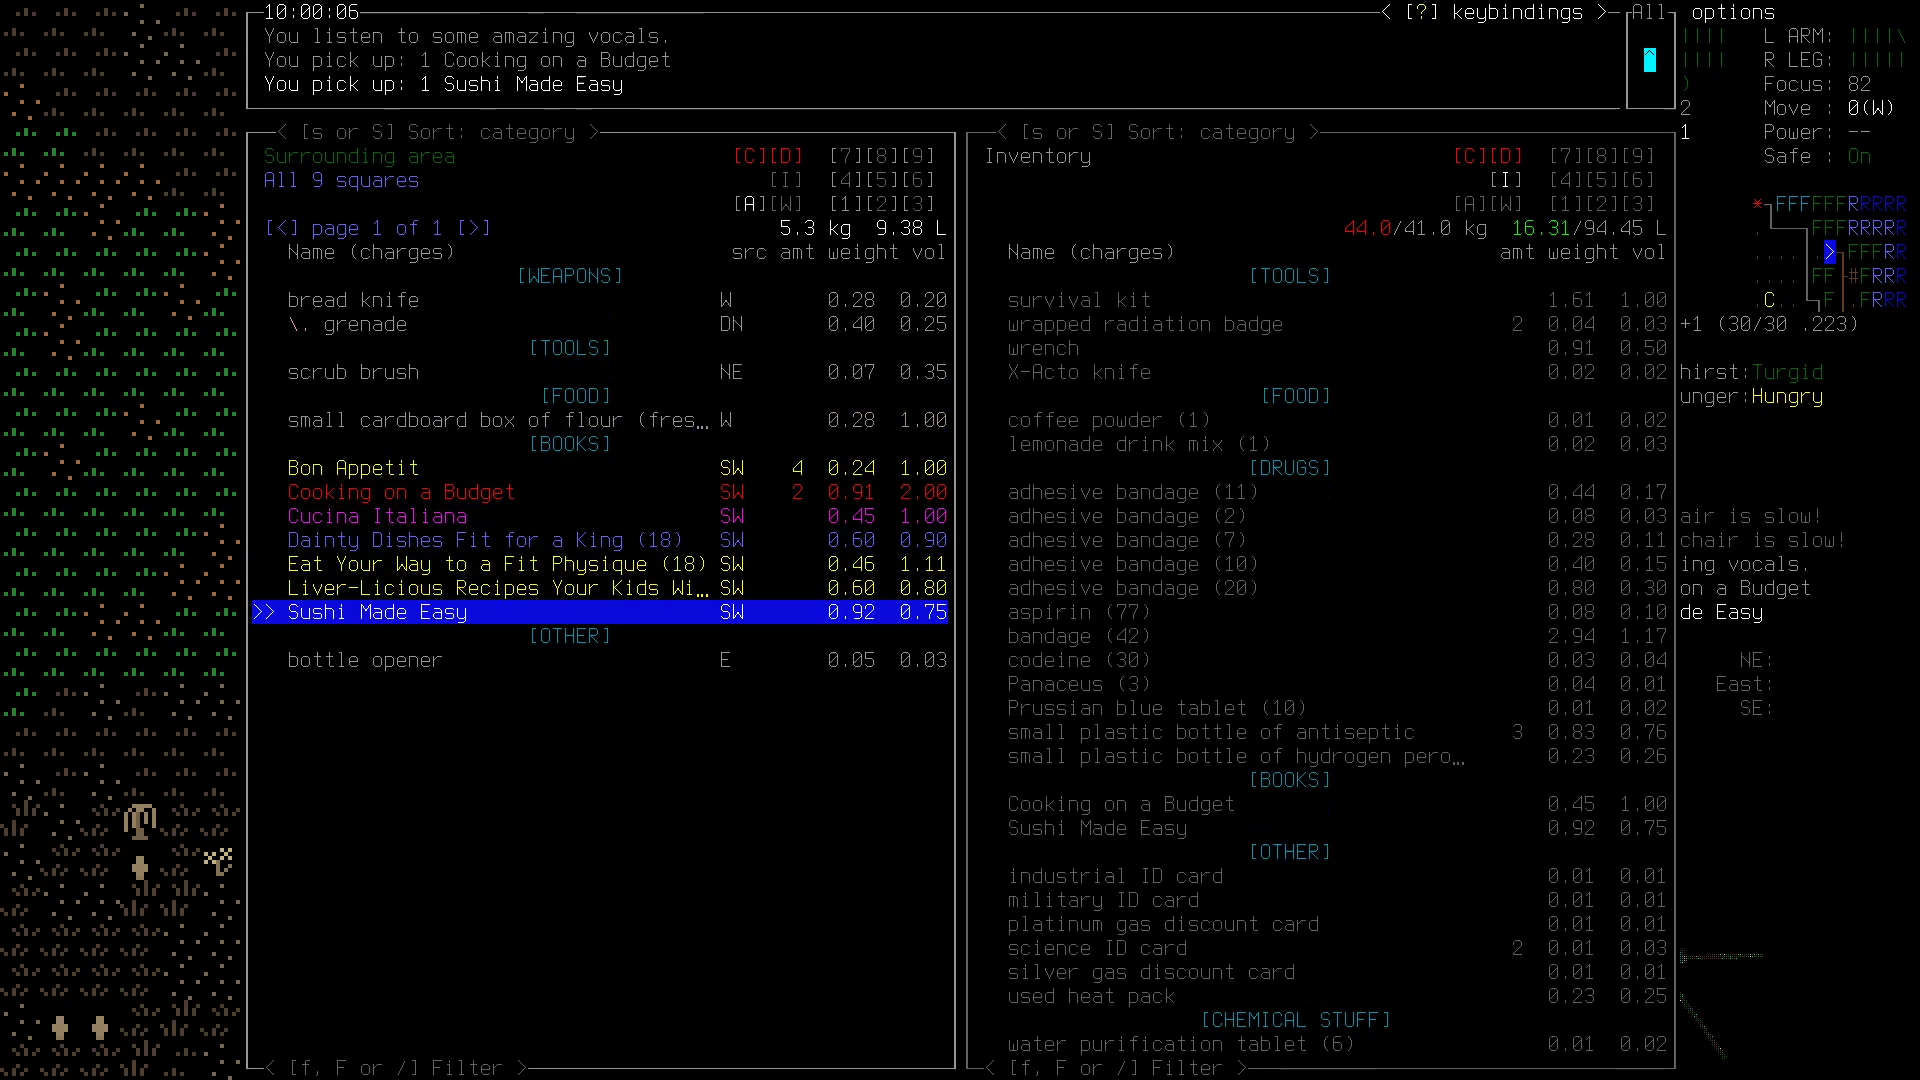 10:00:06 < [?] keybindings > All options
You listen to some amazing vocals.
You pick up: 1 Cooking on a Budget
You pick up: 1 Sushi Made Easy
L ARM: ||||\
R LEG: |||||
Focus: 82
Move : 0(W)
Power: --
Safe : On
< [s or S] Sort: category >
Surrounding area [C][D] [7][8][9]
All 9 squares [I] [4][5][6]
[A][W] [1][2][3]
[<] page 1 of 1 [>] 5.3 kg 9.38 L
Name (charges) src amt weight vol
[WEAPONS]
bread knife W 0.28 0.20
\. grenade DN 0.40 0.25
[TOOLS]
scrub brush NE 0.07 0.35
[FOOD]
small cardboard box of flour (fres… W 0.28 1.00
[BOOKS]
Bon Appetit SW 4 0.24 1.00
Cooking on a Budget SW 2 0.91 2.00
Cucina Italiana SW 0.45 1.00
Dainty Dishes Fit for a King (18) SW 0.60 0.90
Eat Your Way to a Fit Physique (18) SW 0.46 1.11
Liver-Licious Recipes Your Kids Wi… SW 0.60 0.80
>> Sushi Made Easy SW 0.92 0.75
[OTHER]
bottle opener E 0.05 0.03
< [f, F or /] Filter >
< [s or S] Sort: category >
Inventory [C][D] [7][8][9]
[I] [4][5][6]
[A][W] [1][2][3]
44.0/41.0 kg 16.31/94.45 L
Name (charges) amt weight vol
[TOOLS]
survival kit 1.61 1.00
wrapped radiation badge 2 0.04 0.03
wrench 0.91 0.50
X-Acto knife 0.02 0.02
[FOOD]
coffee powder (1) 0.01 0.02
lemonade drink mix (1) 0.02 0.03
[DRUGS]
adhesive bandage (11) 0.44 0.17
adhesive bandage (2) 0.08 0.03
adhesive bandage (7) 0.28 0.11
adhesive bandage (10) 0.40 0.15
adhesive bandage (20) 0.80 0.30
aspirin (77) 0.08 0.10
bandage (42) 2.94 1.17
codeine (30) 0.03 0.04
Panaceus (3) 0.04 0.01
Prussian blue tablet (10) 0.01 0.02
small plastic bottle of antiseptic 3 0.83 0.76
small plastic bottle of hydrogen pero… 0.23 0.26
[BOOKS]
Cooking on a Budget 0.45 1.00
Sushi Made Easy 0.92 0.75
[OTHER]
industrial ID card 0.01 0.01
military ID card 0.01 0.01
platinum gas discount card 0.01 0.01
science ID card 2 0.01 0.03
silver gas discount card 0.01 0.01
used heat pack 0.23 0.25
[CHEMICAL STUFF]
water purification tablet (6) 0.01 0.02
< [f, F or /] Filter >
+1 (30/30 .223)
hirst:Turgid
unger:Hungry
air is slow!
chair is slow!
ing vocals.
on a Budget
de Easy
NE:
East:
SE: